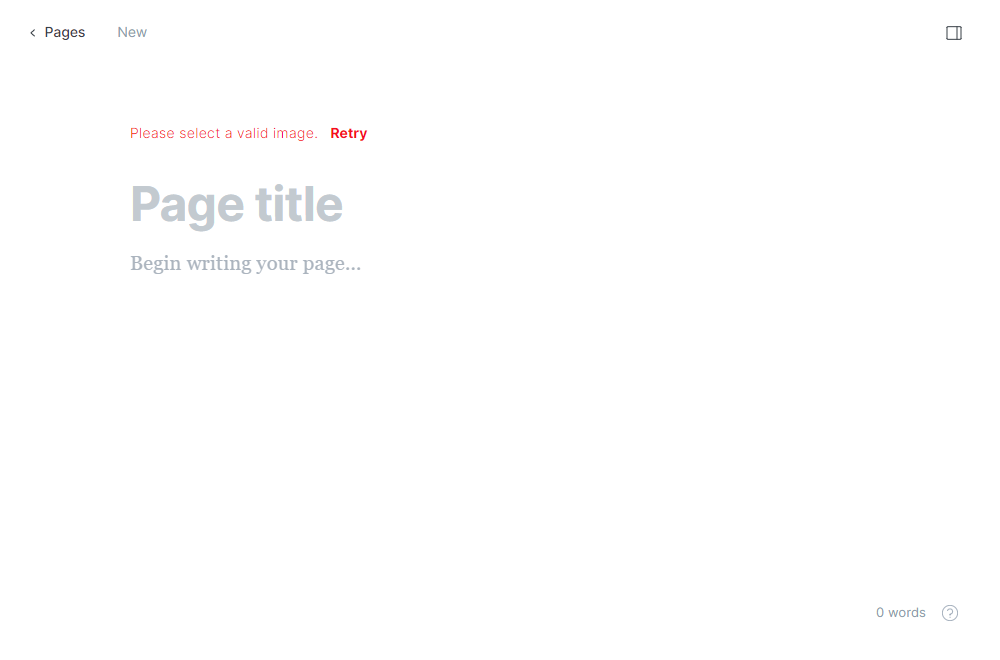 Pages New
Please select a valid image. Retry
Page title
Begin writing your page...
0 words ?